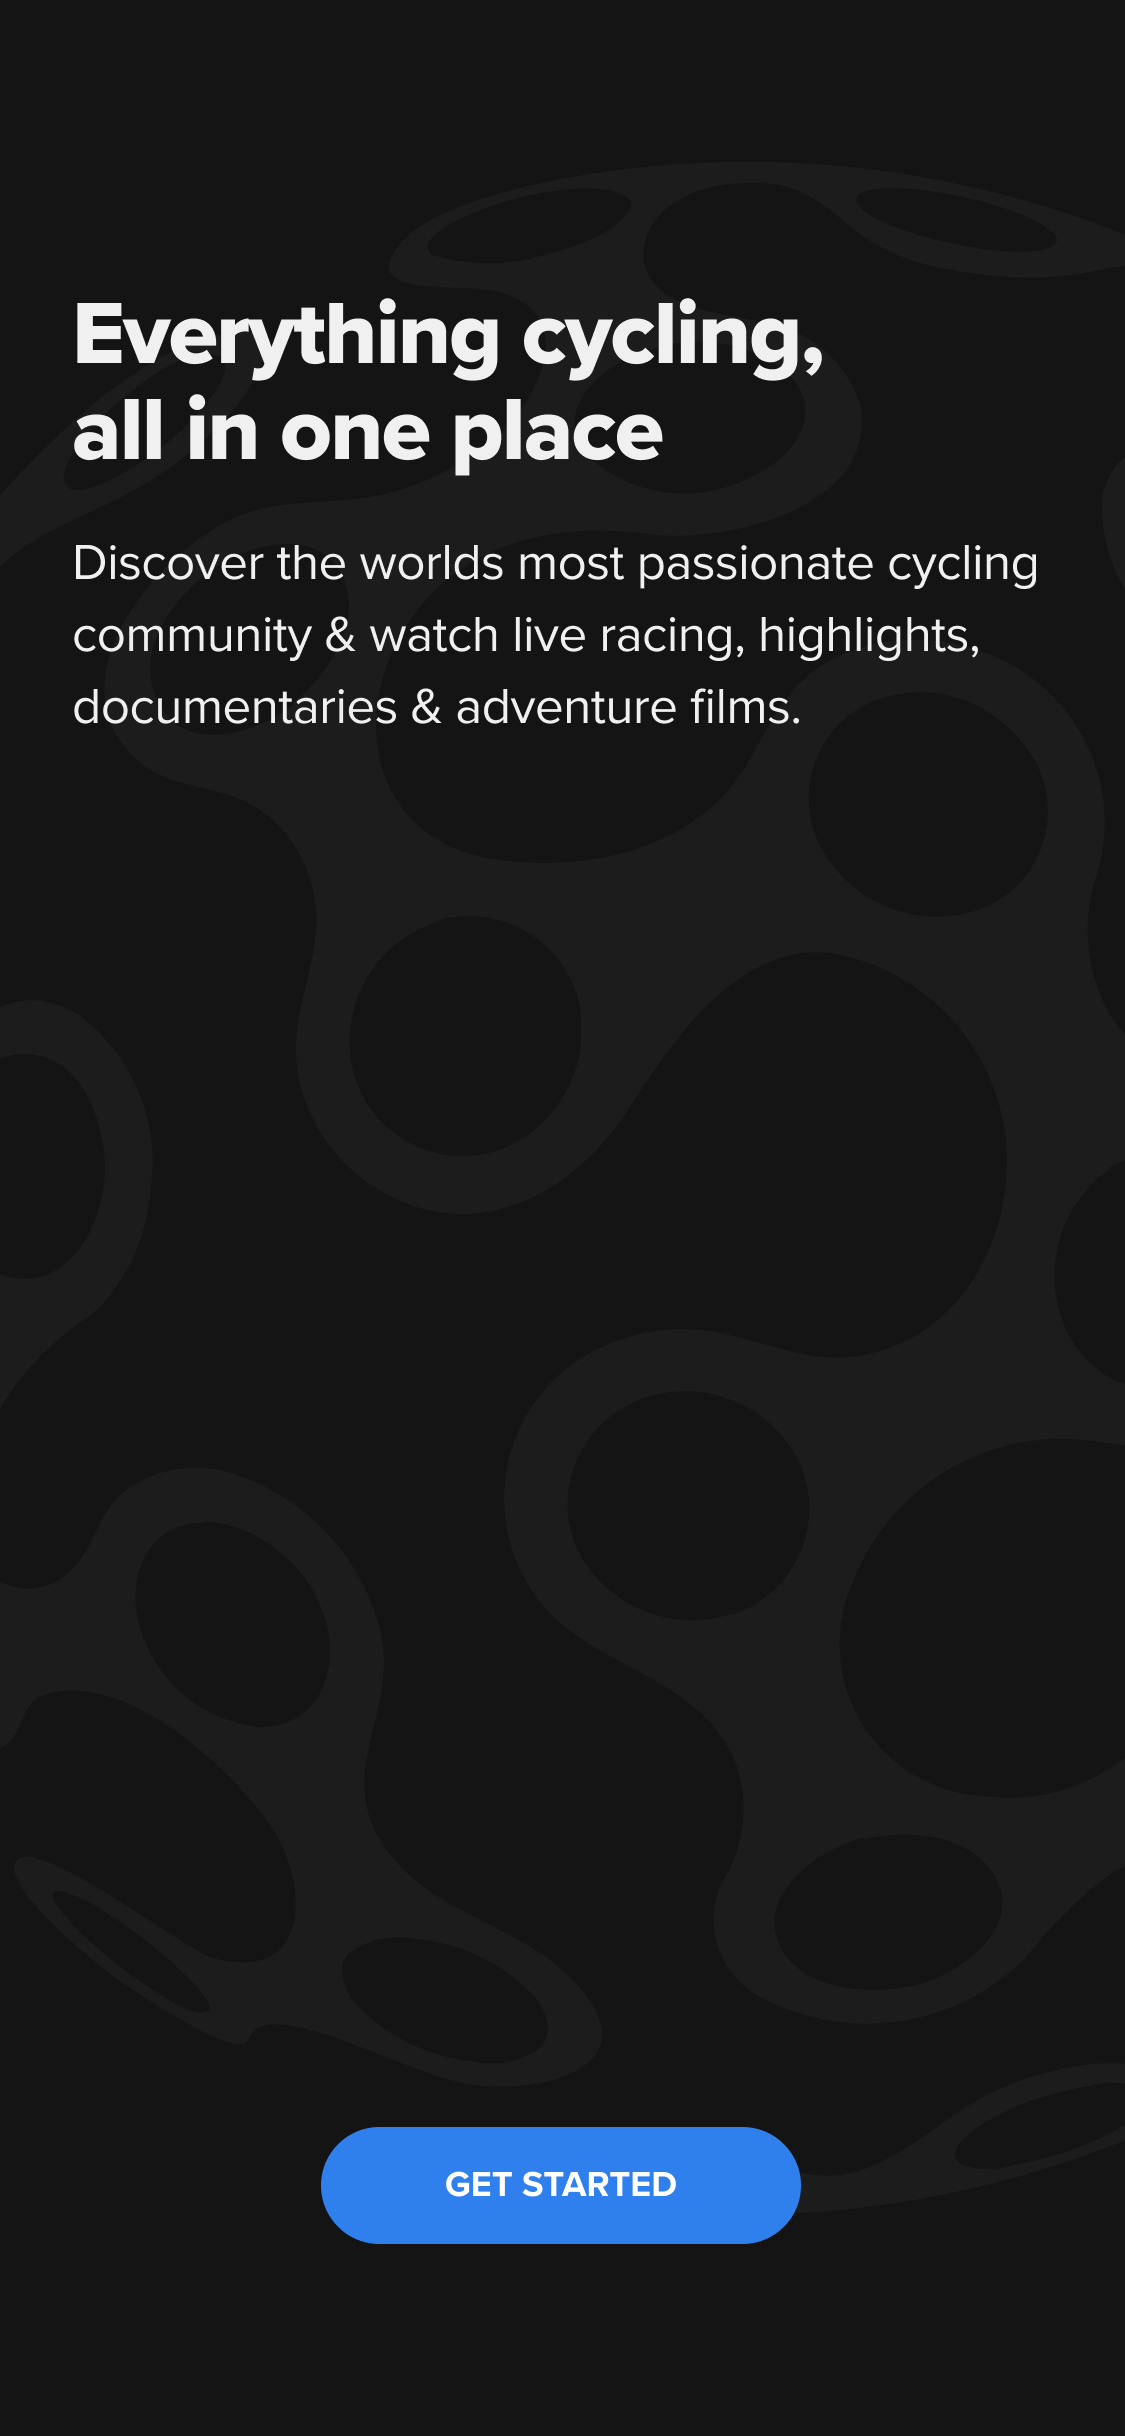 Everything cycling,
all in one place
Discover the worlds most passionate cycling
community & watch live racing, highlights,
documentaries & adventure films.
GET STARTED